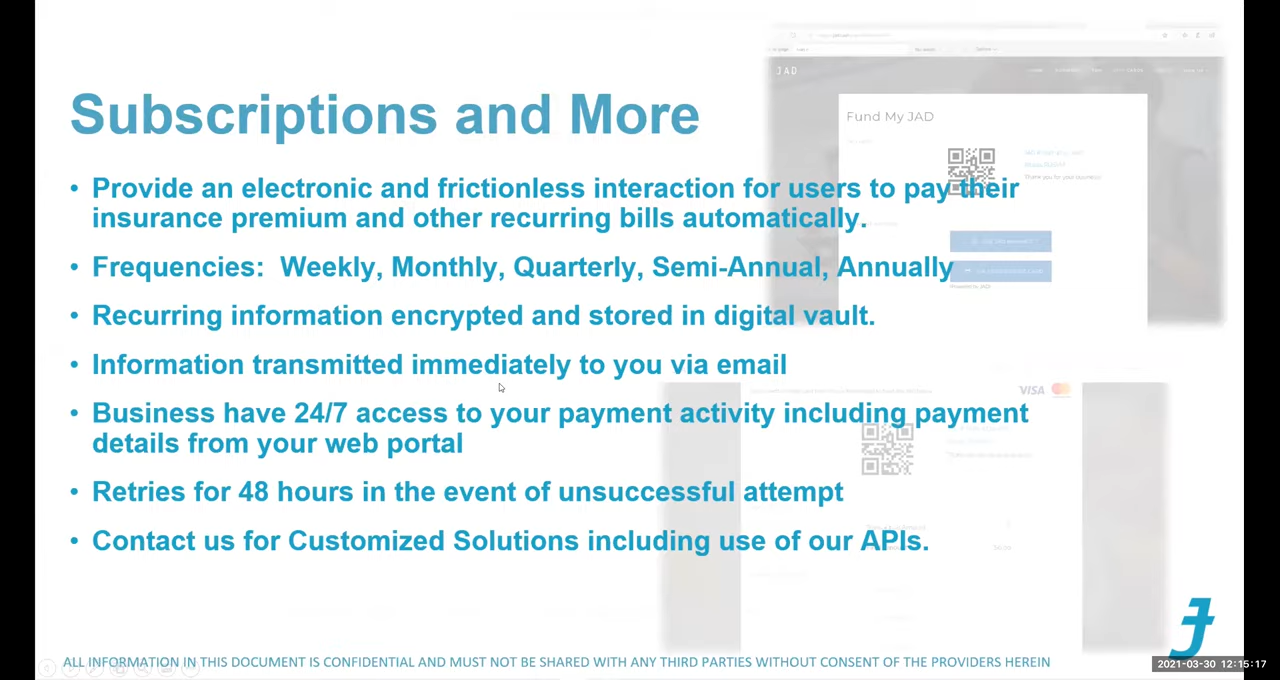 Subscriptions and More
• Provide an electronic and frictionless interaction for users to pay their
insurance premium and other recurring bills automatically.
• Frequencies:  Weekly, Monthly, Quarterly, Semi-Annual, Annually
• Recurring information encrypted and stored in digital vault.
• Information transmitted immediately to you via email
• Business have 24/7 access to your payment activity including payment
details from your web portal
• Retries for 48 hours in the event of unsuccessful attempt
• Contact us for Customized Solutions including use of our APIs.
JAD
Fund My JAD
Thank you for your business!
VISA
ALL INFORMATION IN THIS DOCUMENT IS CONFIDENTIAL AND MUST NOT BE SHARED WITH ANY THIRD PARTIES WITHOUT CONSENT OF THE PROVIDERS HEREIN
2021-03-30 12:15:17